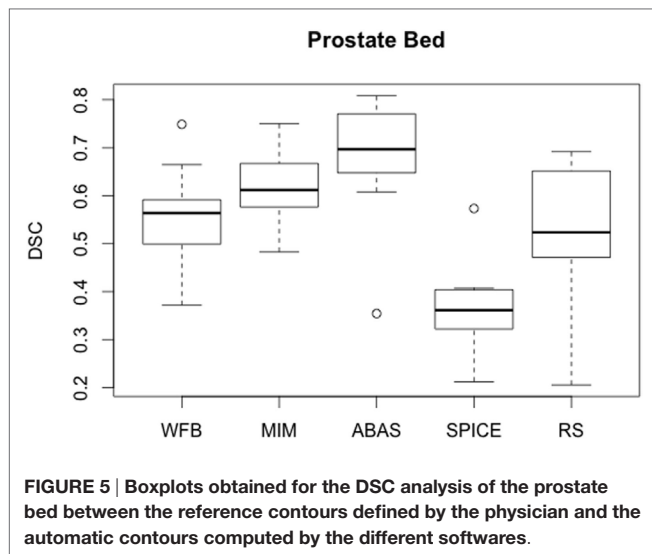 Prostate Bed
DSC
0.8
0.7
0.6
0.5
0.4
0.3
0.2
WFB MIM ABAS SPICE RS
FIGURE 5 | Boxplots obtained for the DSC analysis of the prostate
bed between the reference contours defined by the physician and the
automatic contours computed by the different softwares.